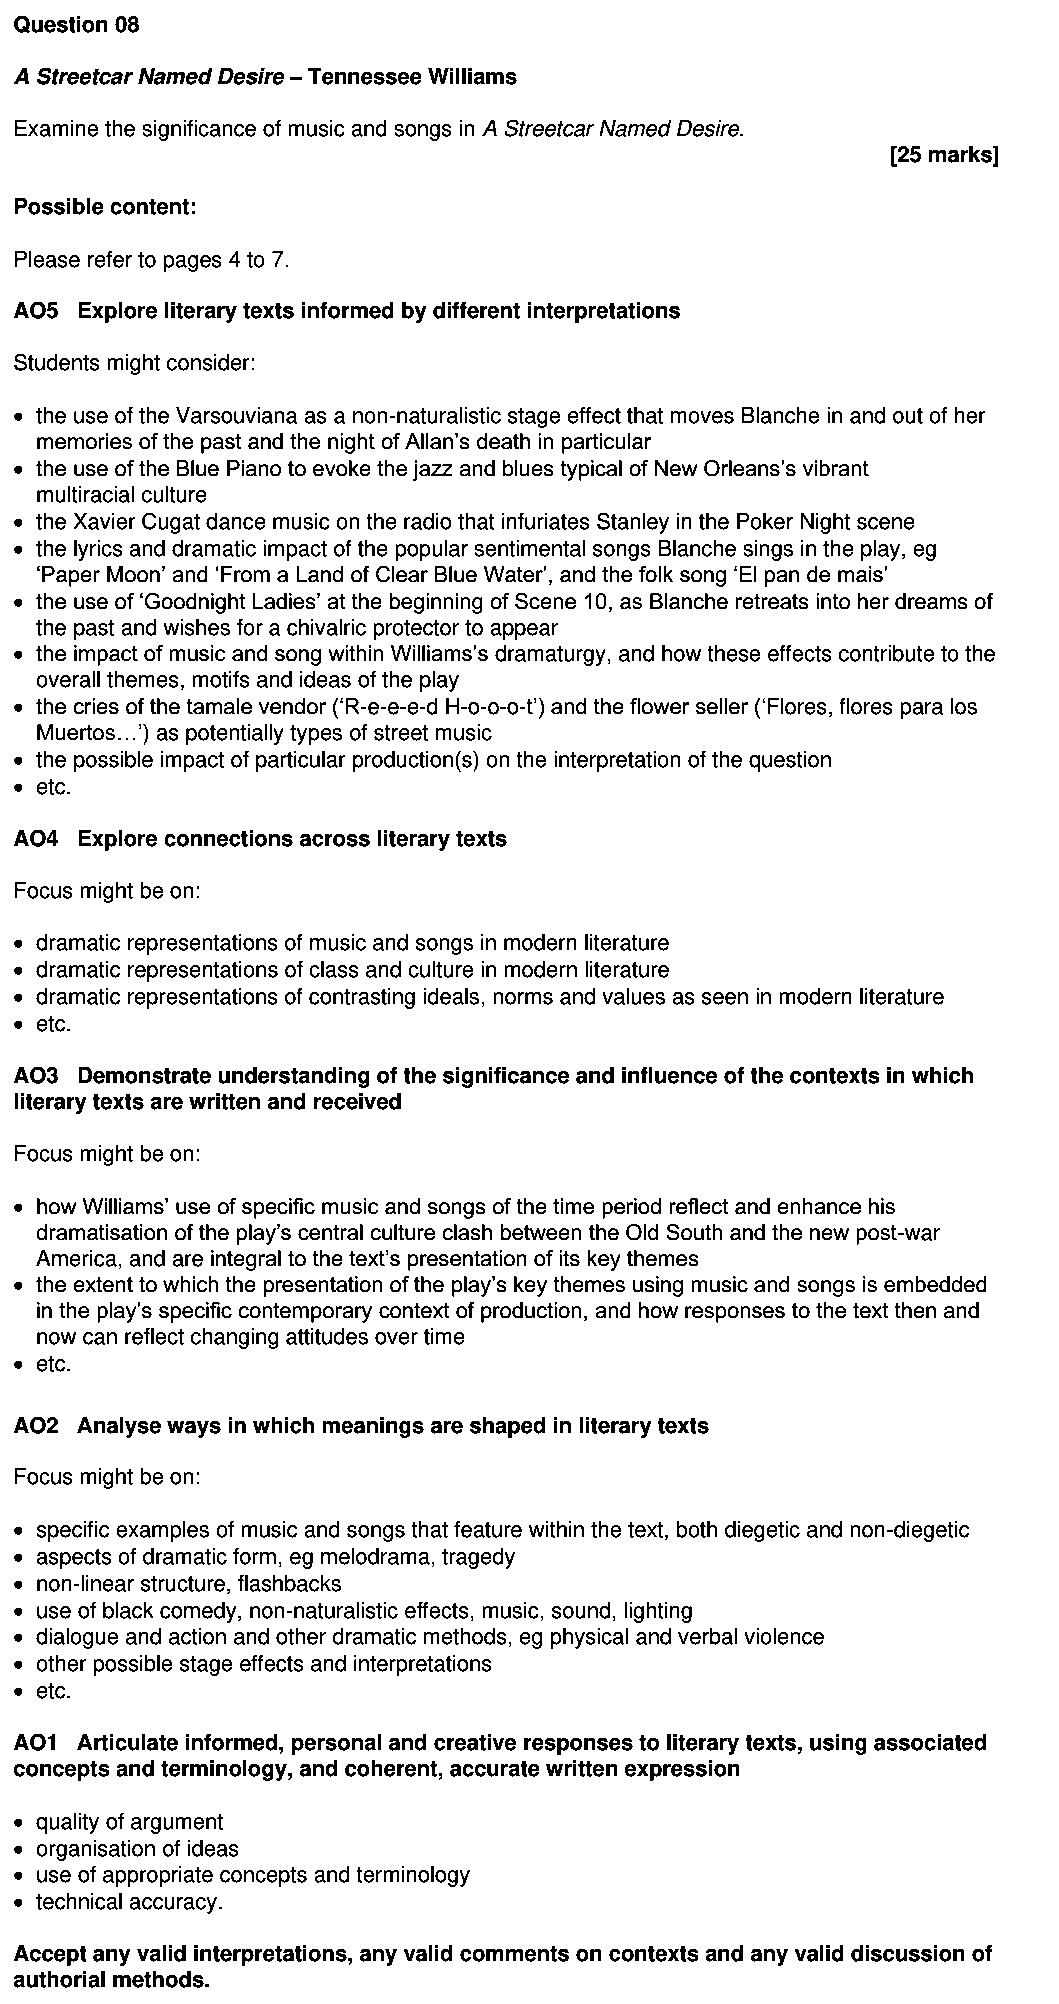 Question 08
A Streetcar Named Desire – Tennessee Williams
Examine the significance of music and songs in A Streetcar Named Desire.
[25 marks]
Possible content:
Please refer to pages 4 to 7.
AO5 Explore literary texts informed by different interpretations
Students might consider:
• the use of the Varsouviana as a non-naturalistic stage effect that moves Blanche in and out of her
memories of the past and the night of Allan's death in particular
• the use of the Blue Piano to evoke the jazz and blues typical of New Orleans's vibrant
multiracial culture
• the Xavier Cugat dance music on the radio that infuriates Stanley in the Poker Night scene
• the lyrics and dramatic impact of the popular sentimental songs Blanche sings in the play, eg
‘Paper Moon’ and ‘From a Land of Clear Blue Water’, and the folk song ‘El pan de mais’
• the use of ‘Goodnight Ladies’ at the beginning of Scene 10, as Blanche retreats into her dreams of
the past and wishes for a chivalric protector to appear
• the impact of music and song within Williams's dramaturgy, and how these effects contribute to the
overall themes, motifs and ideas of the play
• the cries of the tamale vendor (‘R-e-e-e-d H-o-o-o-t’) and the flower seller (‘Flores, flores para los
Muertos…’) as potentially types of street music
• the possible impact of particular production(s) on the interpretation of the question
• etc.
AO4 Explore connections across literary texts
Focus might be on:
• dramatic representations of music and songs in modern literature
• dramatic representations of class and culture in modern literature
• dramatic representations of contrasting ideals, norms and values as seen in modern literature
• etc.
AO3 Demonstrate understanding of the significance and influence of the contexts in which
literary texts are written and received
Focus might be on:
• how Williams’ use of specific music and songs of the time period reflect and enhance his
dramatisation of the play’s central culture clash between the Old South and the new post-war
America, and are integral to the text’s presentation of its key themes
• the extent to which the presentation of the play’s key themes using music and songs is embedded
in the play’s specific contemporary context of production, and how responses to the text then and
now can reflect changing attitudes over time
• etc.
AO2 Analyse ways in which meanings are shaped in literary texts
Focus might be on:
• specific examples of music and songs that feature within the text, both diegetic and non-diegetic
• aspects of dramatic form, eg melodrama, tragedy
• non-linear structure, flashbacks
• use of black comedy, non-naturalistic effects, music, sound, lighting
• dialogue and action and other dramatic methods, eg physical and verbal violence
• other possible stage effects and interpretations
• etc.
AO1 Articulate informed, personal and creative responses to literary texts, using associated
concepts and terminology, and coherent, accurate written expression
• quality of argument
• organisation of ideas
• use of appropriate concepts and terminology
• technical accuracy.
Accept any valid interpretations, any valid comments on contexts and any valid discussion of
authorial methods.